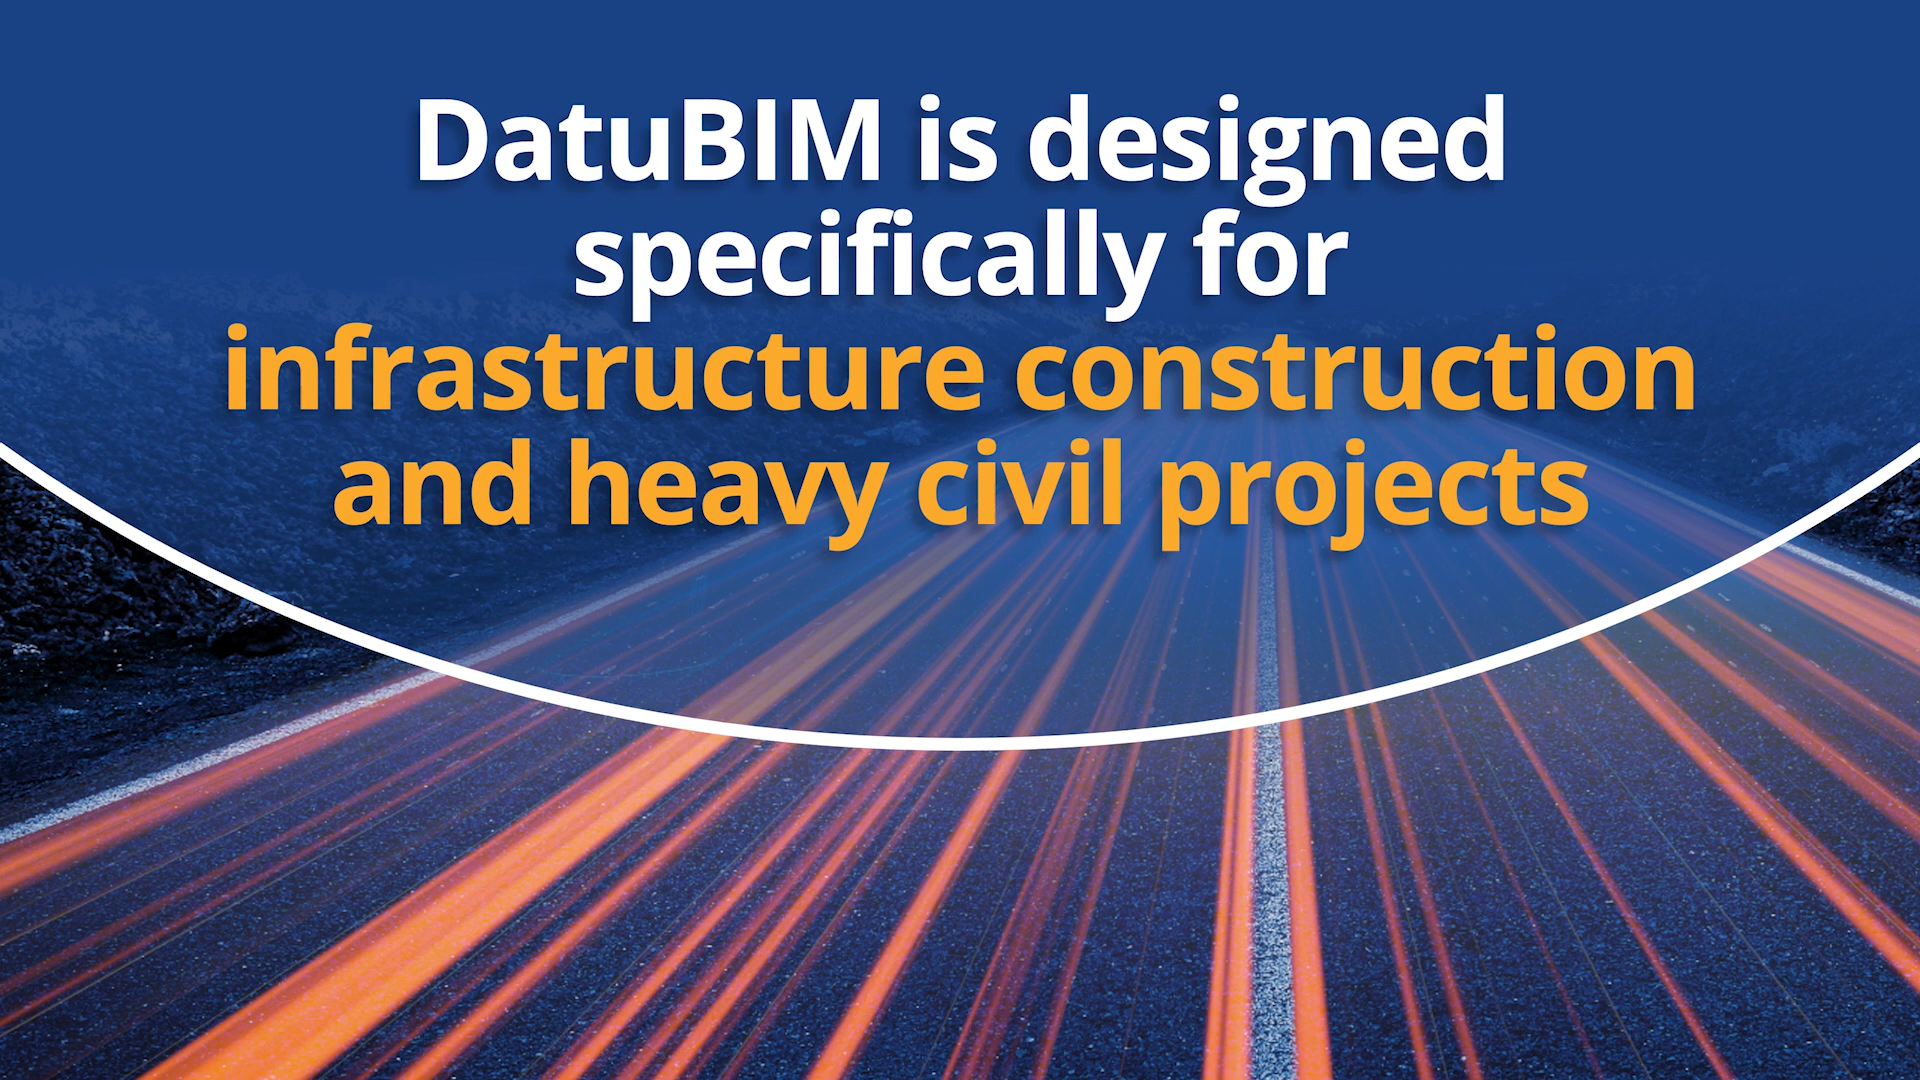 DatuBIM is designed
specifically for
infrastructure construction
and heavy civil projects